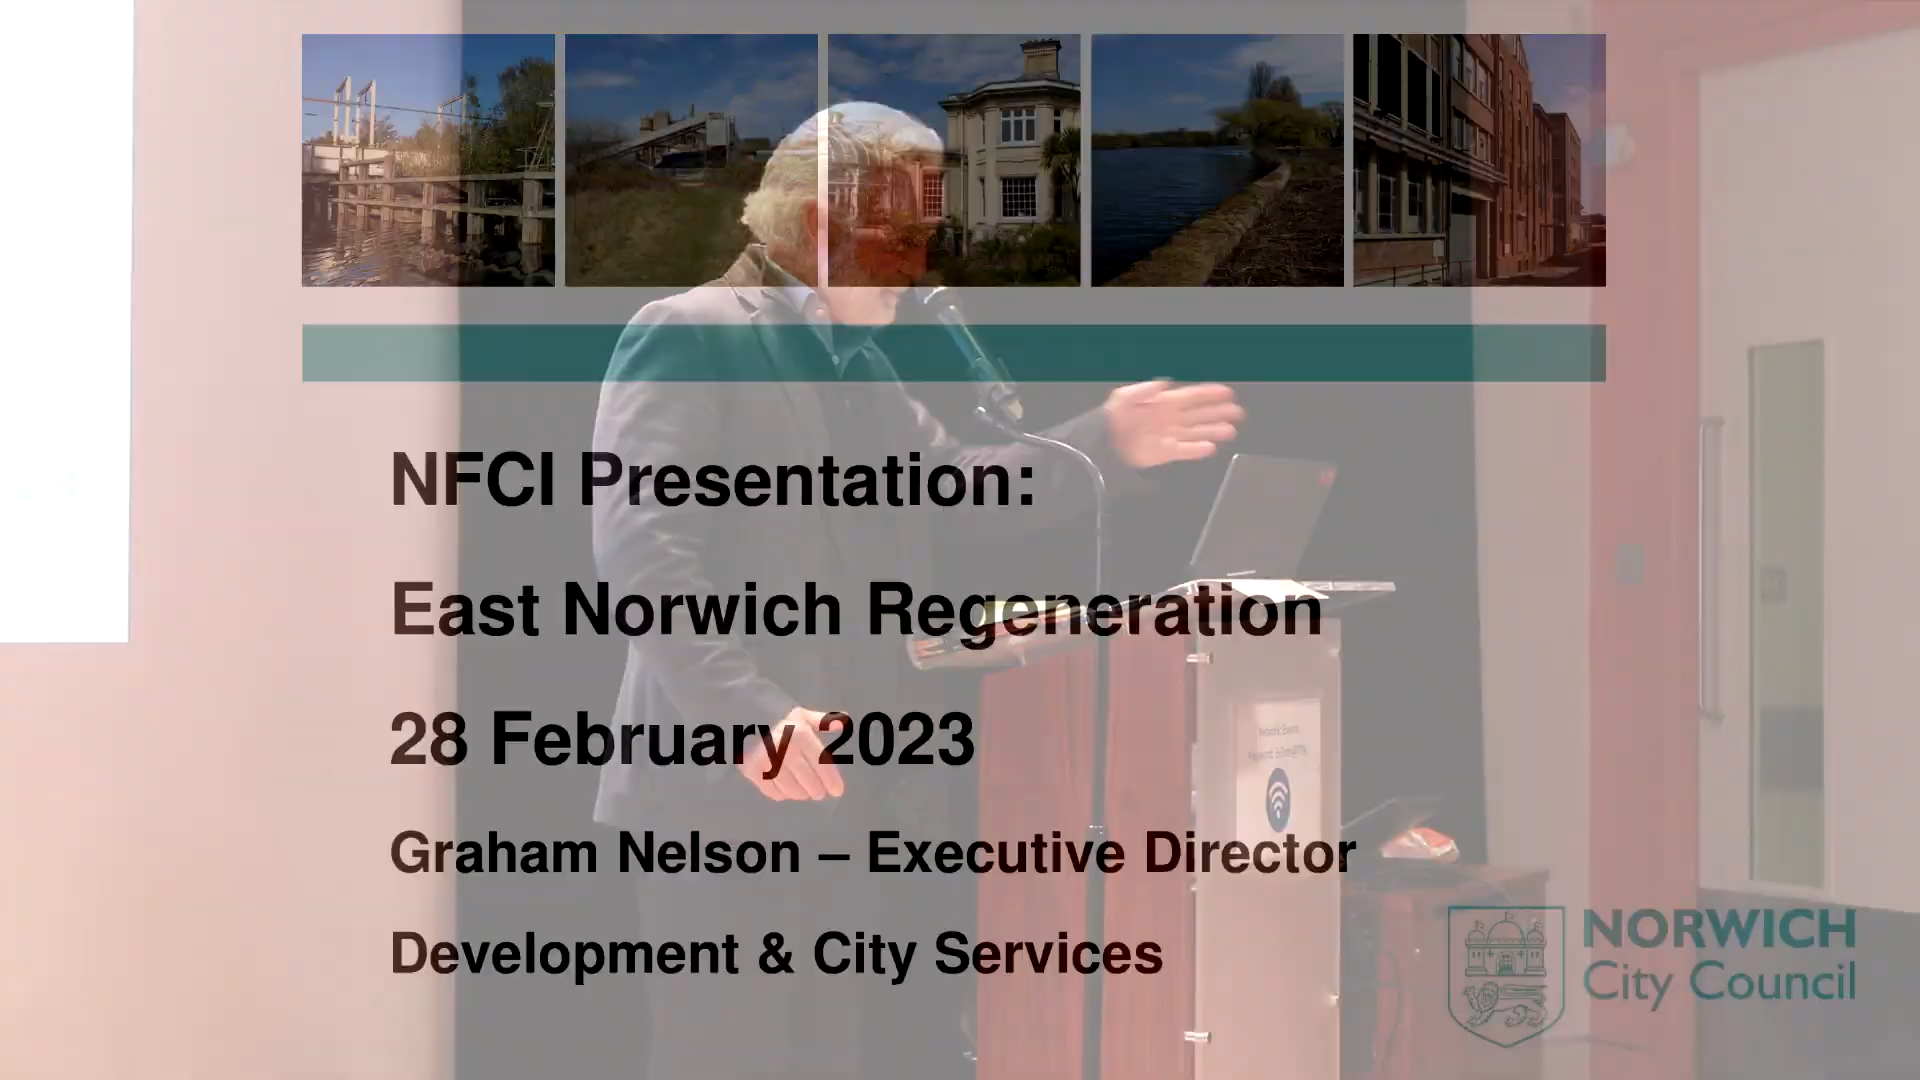 NFCI Presentation:
East Norwich Regeneration
28 February 2023
Graham Nelson – Executive Director
Development & City Services
NORWICH
City Council